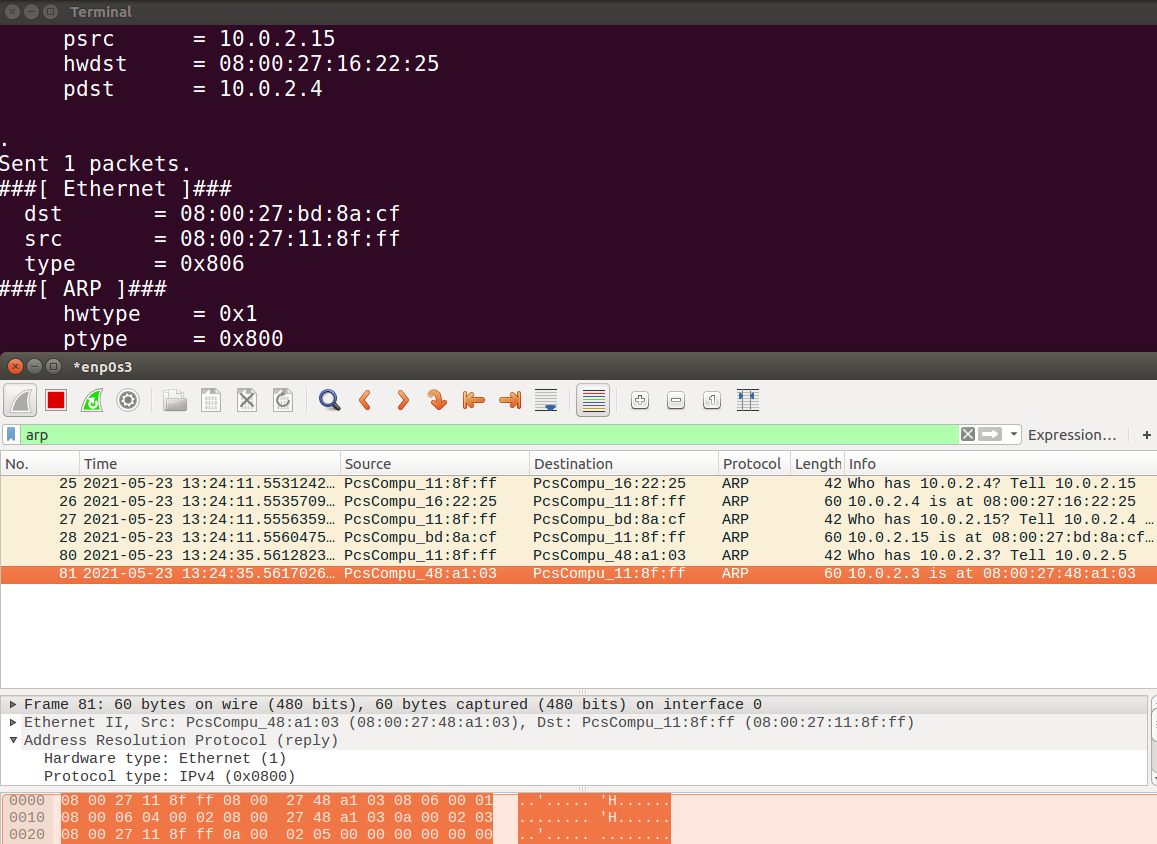 Terminal
psrc = 10.0.2.15
hwdst = 08:00:27:16:22:25
pdst = 10.0.2.4
.
Sent 1 packets.
###[ Ethernet ]###
dst = 08:00:27:bd:8a:cf
src = 08:00:27:11:8f:ff
type = 0x806
###[ ARP ]###
hwtype = 0x1
ptype = 0x800
*enp0s3
arp Expression…
No. Time Source Destination Protocol Length Info
25 2021-05-23 13:24:11.5531242… PcsCompu_11:8f:ff PcsCompu_16:22:25 ARP 42 Who has 10.0.2.4? Tell 10.0.2.15
26 2021-05-23 13:24:11.5535709… PcsCompu_16:22:25 PcsCompu_11:8f:ff ARP 60 10.0.2.4 is at 08:00:27:16:22:25
27 2021-05-23 13:24:11.5556359… PcsCompu_11:8f:ff PcsCompu_bd:8a:cf ARP 42 Who has 10.0.2.15? Tell 10.0.2.4 …
28 2021-05-23 13:24:11.5560475… PcsCompu_bd:8a:cf PcsCompu_11:8f:ff ARP 60 10.0.2.15 is at 08:00:27:bd:8a:cf…
80 2021-05-23 13:24:35.5612823… PcsCompu_11:8f:ff PcsCompu_48:a1:03 ARP 42 Who has 10.0.2.3? Tell 10.0.2.5
81 2021-05-23 13:24:35.5617026… PcsCompu_48:a1:03 PcsCompu_11:8f:ff ARP 60 10.0.2.3 is at 08:00:27:48:a1:03
Frame 81: 60 bytes on wire (480 bits), 60 bytes captured (480 bits) on interface 0
Ethernet II, Src: PcsCompu_48:a1:03 (08:00:27:48:a1:03), Dst: PcsCompu_11:8f:ff (08:00:27:11:8f:ff)
Address Resolution Protocol (reply)
Hardware type: Ethernet (1)
Protocol type: IPv4 (0x0800)
0000 08 00 27 11 8f ff 08 00 27 48 a1 03 08 06 00 01 ..'..... 'H......
0010 08 00 06 04 00 02 08 00 27 48 a1 03 0a 00 02 03 ........ 'H......
0020 08 00 27 11 8f ff 0a 00 02 05 00 00 00 00 00 00 ..'..... ........